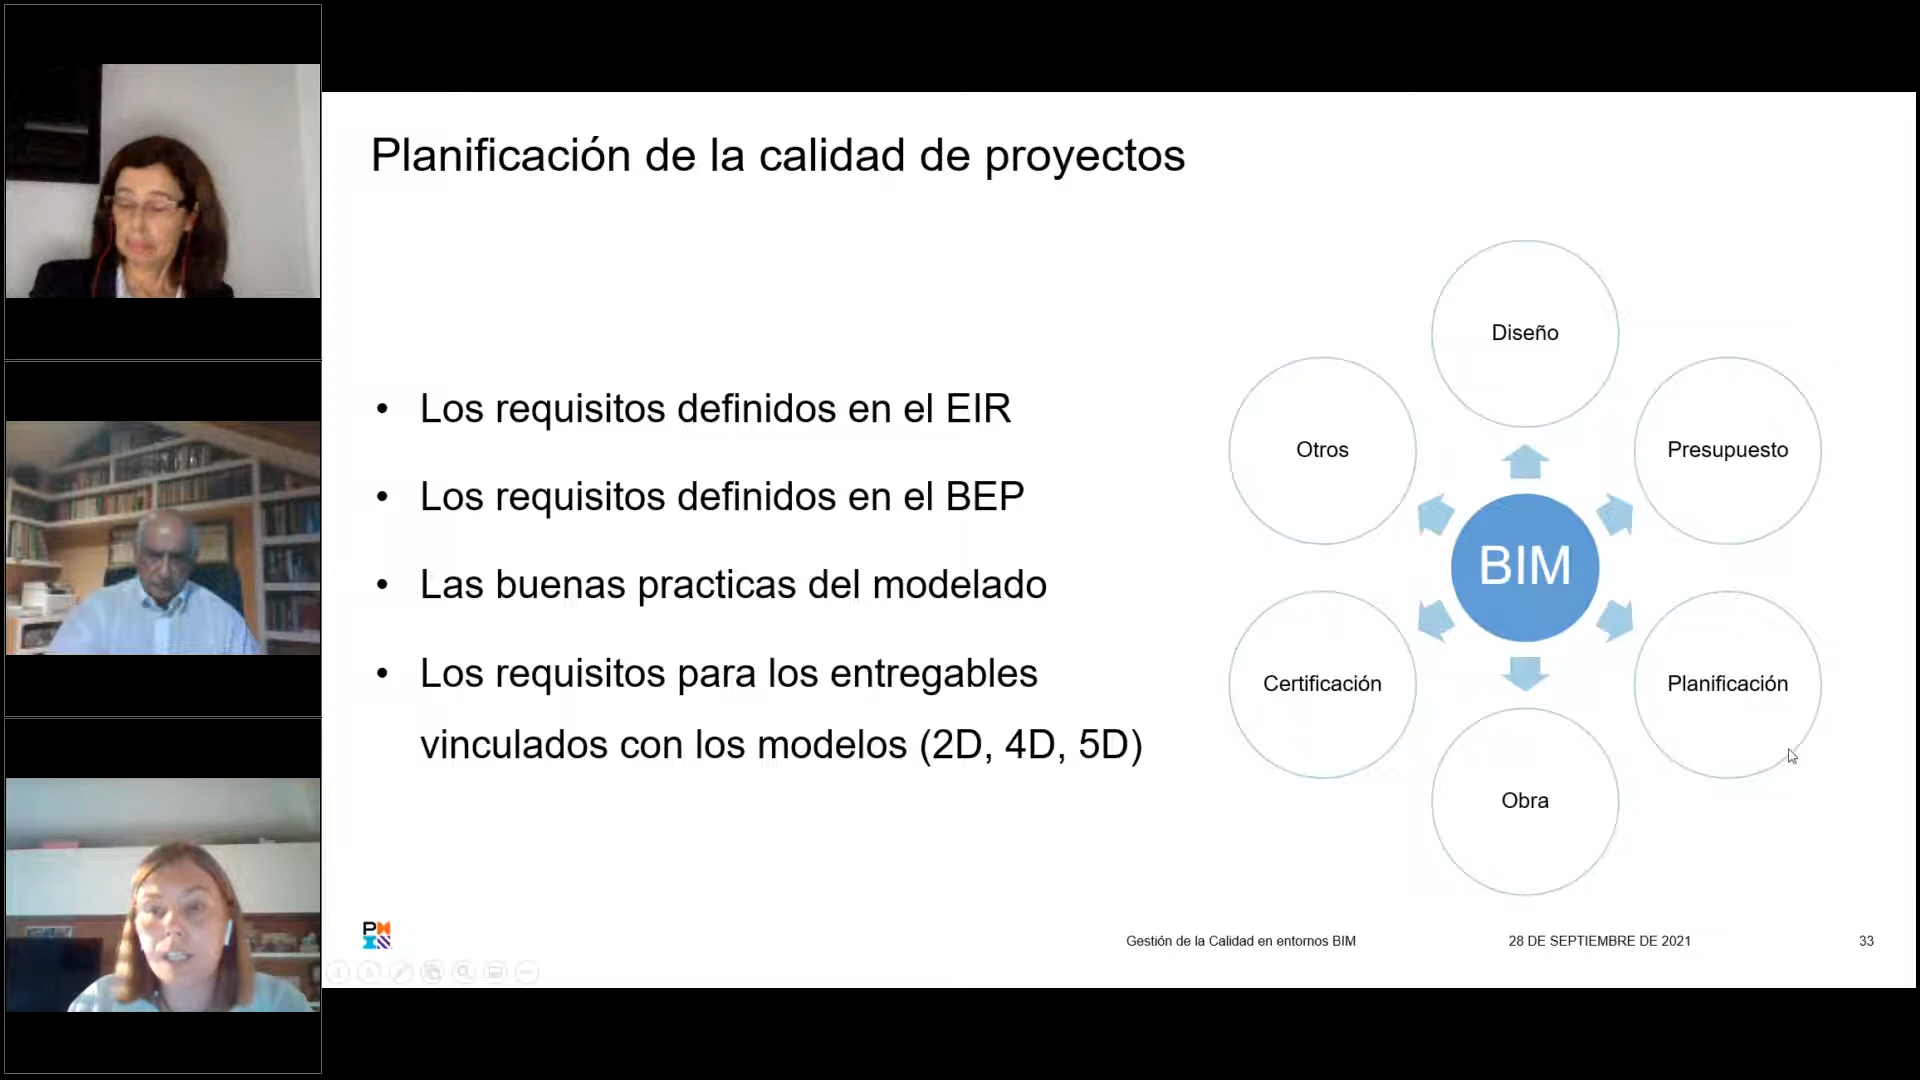 Planificación de la calidad de proyectos
• Los requisitos definidos en el EIR
• Los requisitos definidos en el BEP
• Las buenas practicas del modelado
• Los requisitos para los entregables
vinculados con los modelos (2D, 4D, 5D)
Diseño
Otros
Presupuesto
BIM
Certificación
Planificación
Obra
PMI
Gestión de la Calidad en entornos BIM
28 DE SEPTIEMBRE DE 2021
33